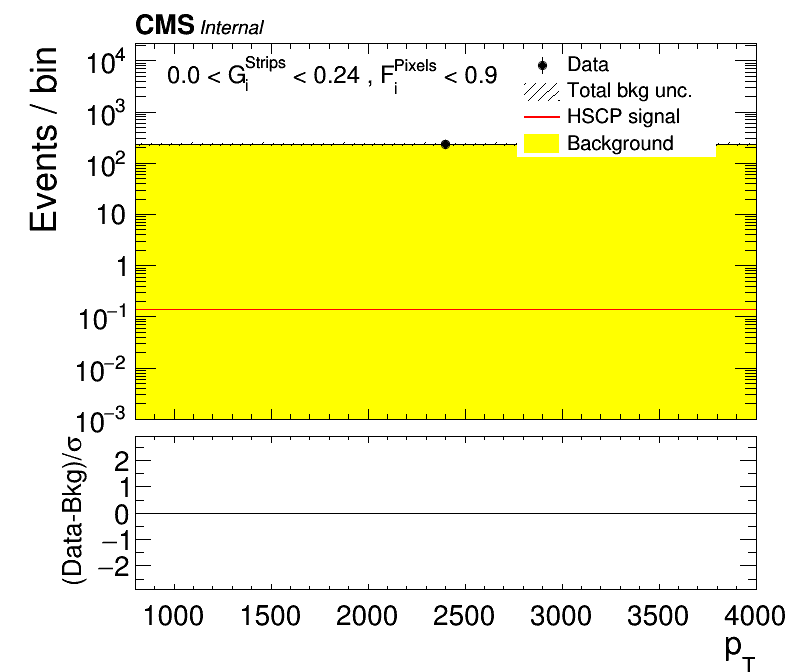 CMS Internal
0.0 < G_i^Strips < 0.24 , F_i^Pixels < 0.9
Data
Total bkg unc.
HSCP signal
Background
Events / bin
10^4
10^3
10^2
10
1
10^−1
10^−2
10^−3
(Data-Bkg)/σ
2
1
0
−1
−2
1000 1500 2000 2500 3000 3500 4000
p_T